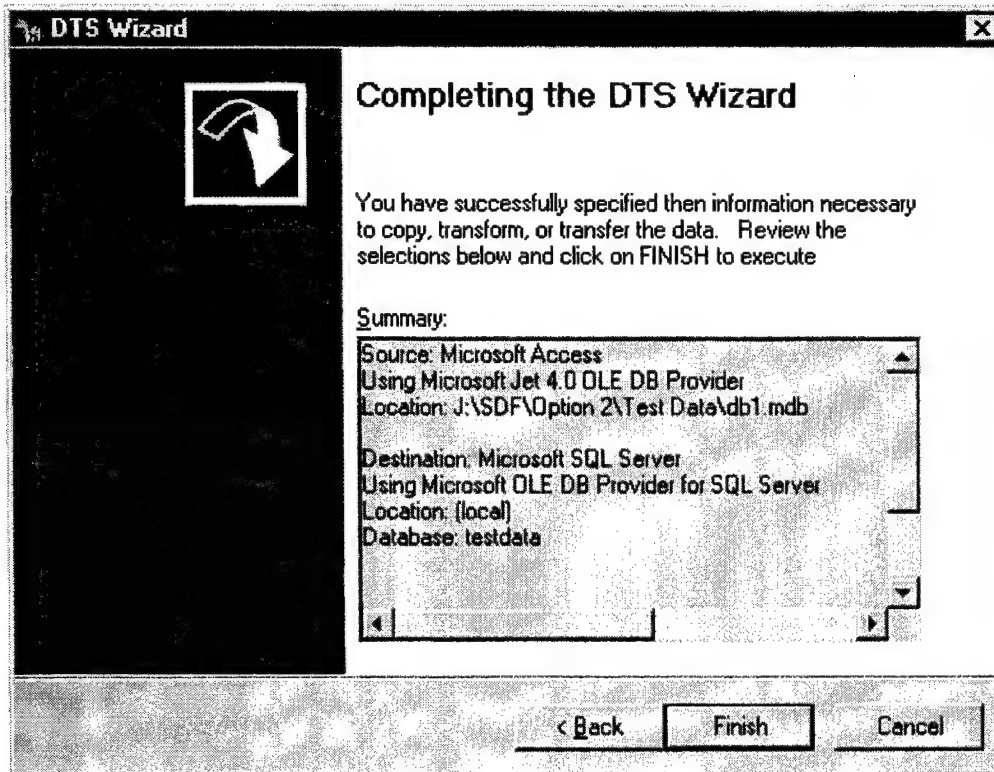 DTS Wizard
Completing the DTS Wizard
You have successfully specified then information necessary
to copy, transform, or transfer the data. Review the
selections below and click on FINISH to execute
Summary:
Source: Microsoft Access
Using Microsoft Jet 4.0 OLE DB Provider
Location: J:\SDF\Option 2\Test Data\db1.mdb
Destination: Microsoft SQL Server
Using Microsoft OLE DB Provider for SQL Server
Location: (local)
Database: testdata
< Back
Finish
Cancel